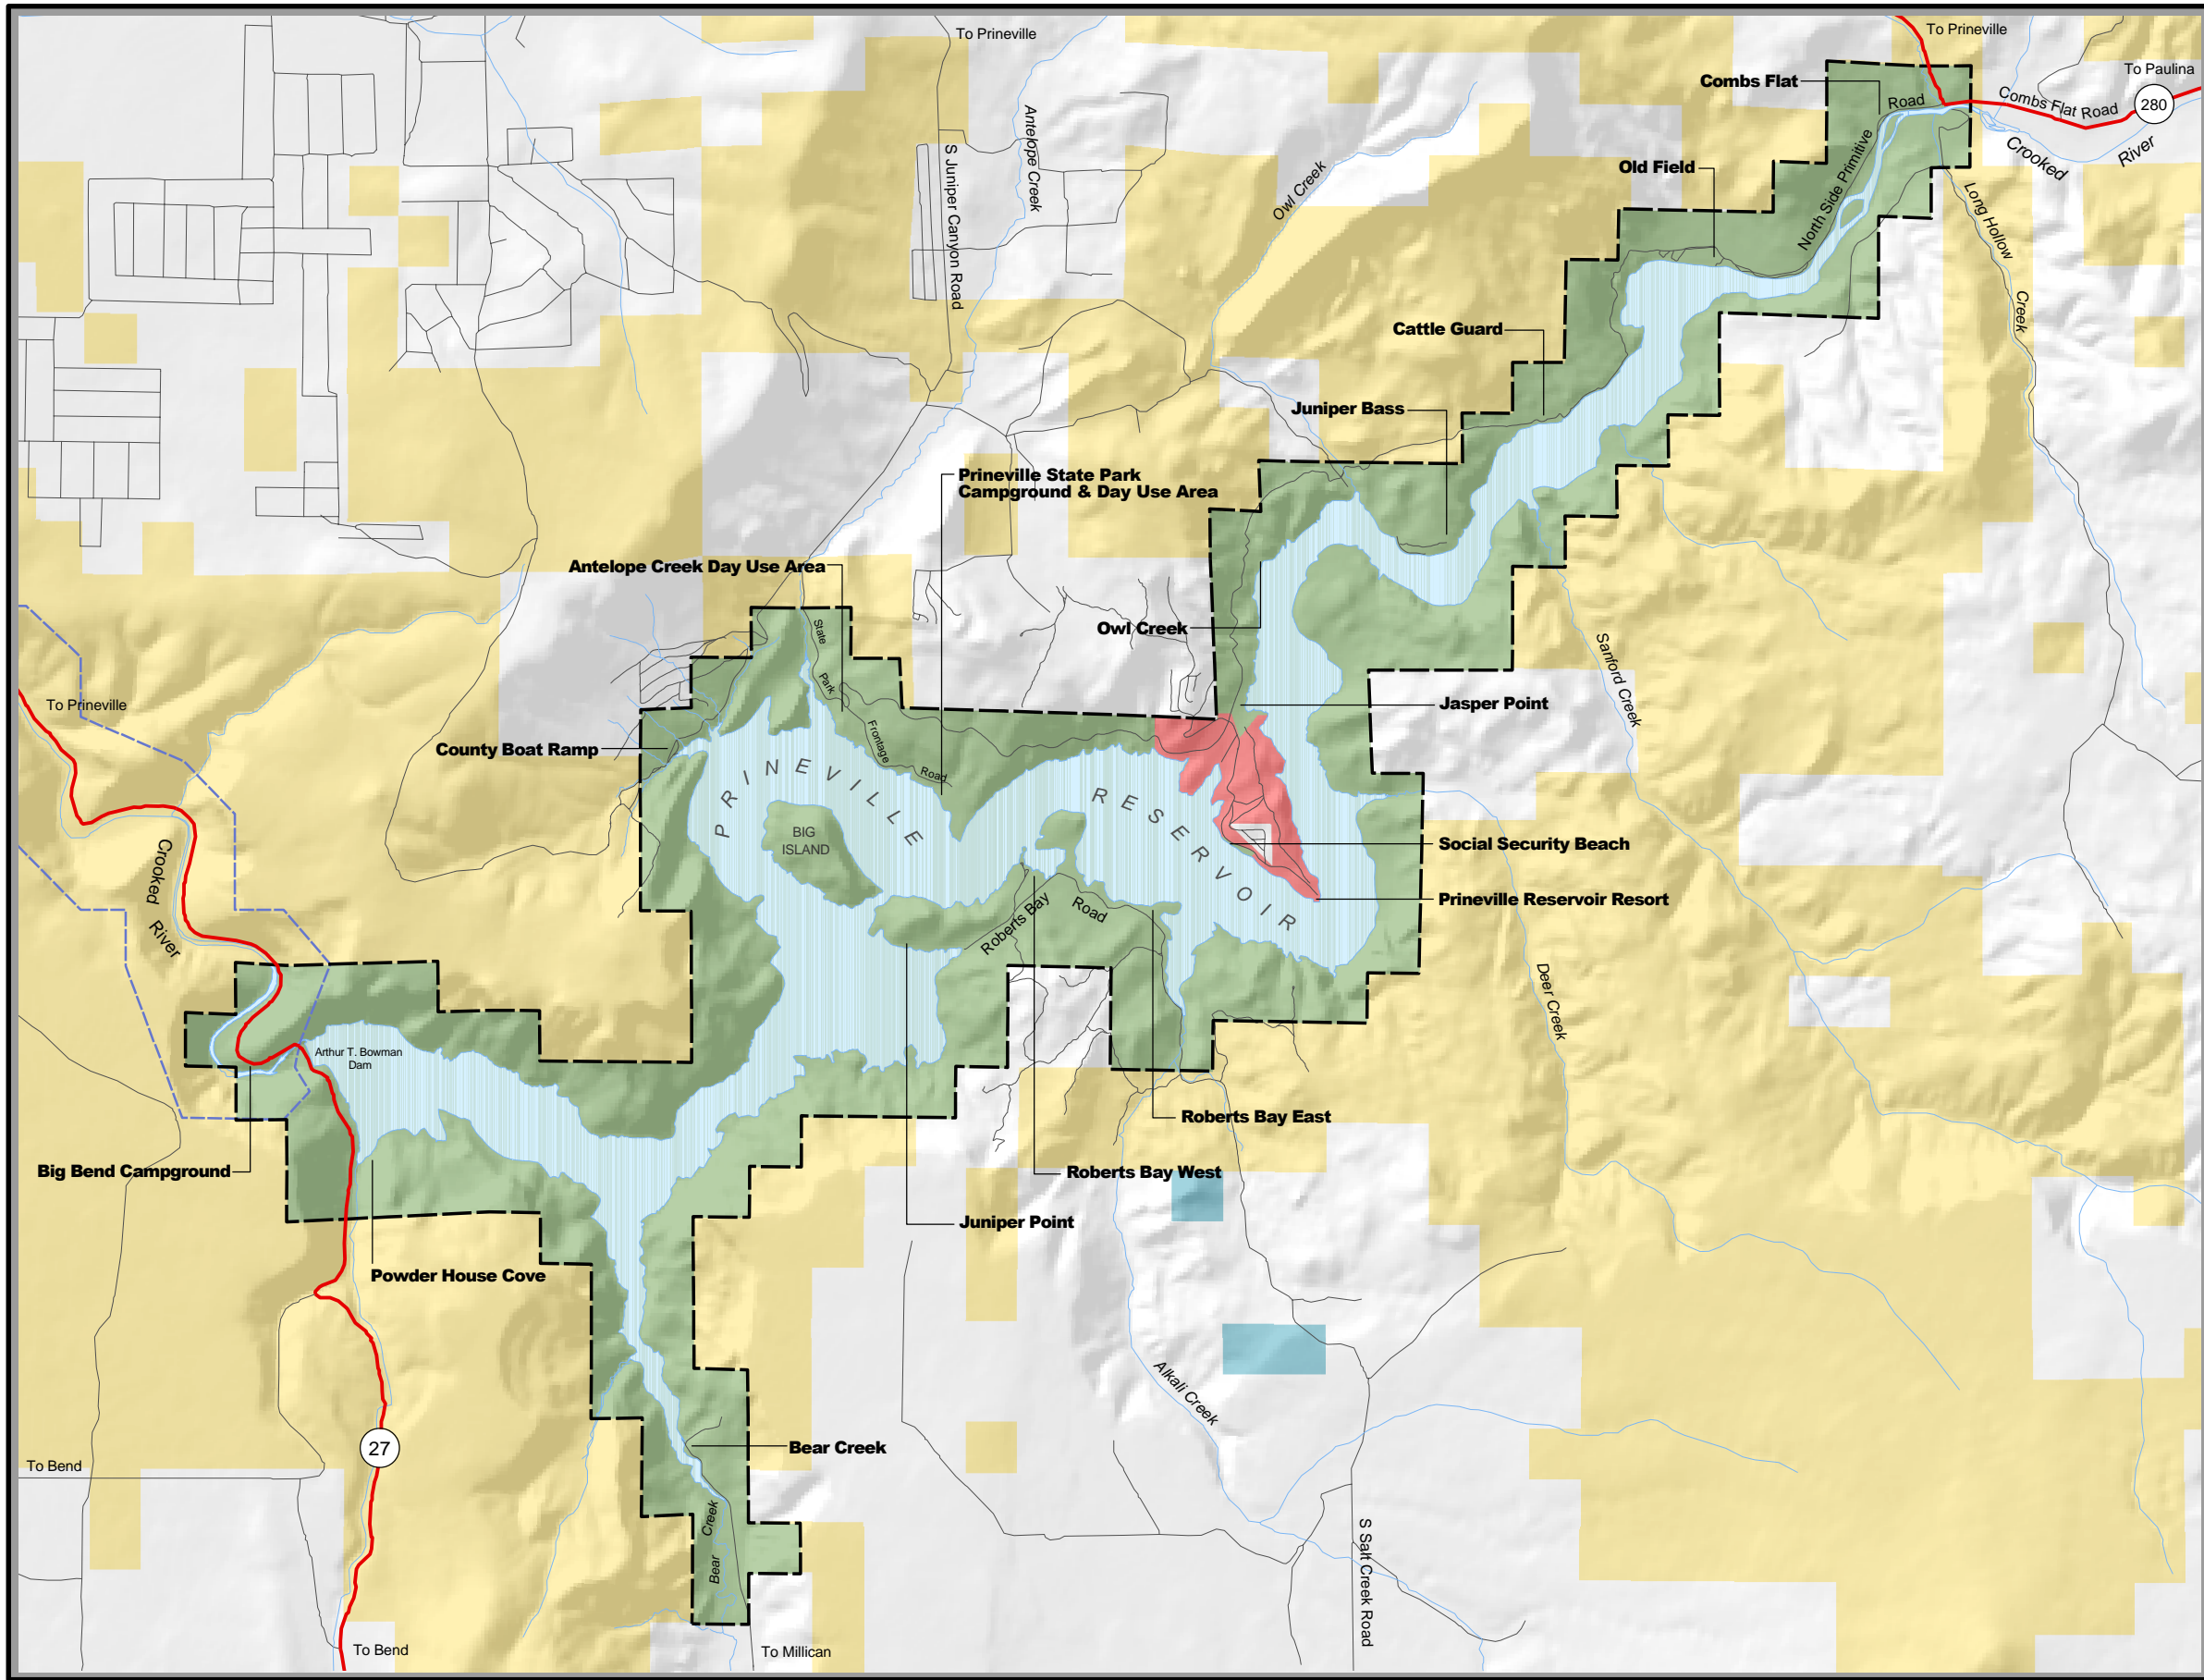 To Prineville
To Prineville
Combs Flat
To Paulina
Road
Combs Flat Road
280
Antelope Creek
S Juniper Canyon Road
Owl Creek
Old Field
North Side Primitive
Crooked
River
Long Hollow
Creek
Cattle Guard
Juniper Bass
Prineville State Park
Campground & Day Use Area
Antelope Creek Day Use Area
State
Park
Frontage
Road
Owl Creek
Sanford Creek
To Prineville
Jasper Point
County Boat Ramp
PRINEVILLE
RESERVOIR
BIG
ISLAND
Social Security Beach
Crooked
River
Roberts Bay
Road
Prineville Reservoir Resort
Deer Creek
Arthur T. Bowman
Dam
Roberts Bay East
Big Bend Campground
Roberts Bay West
Juniper Point
Powder House Cove
Alkali Creek
27
Bear Creek
To Bend
Bear
Creek
S Salt Creek Road
To Bend
To Millican